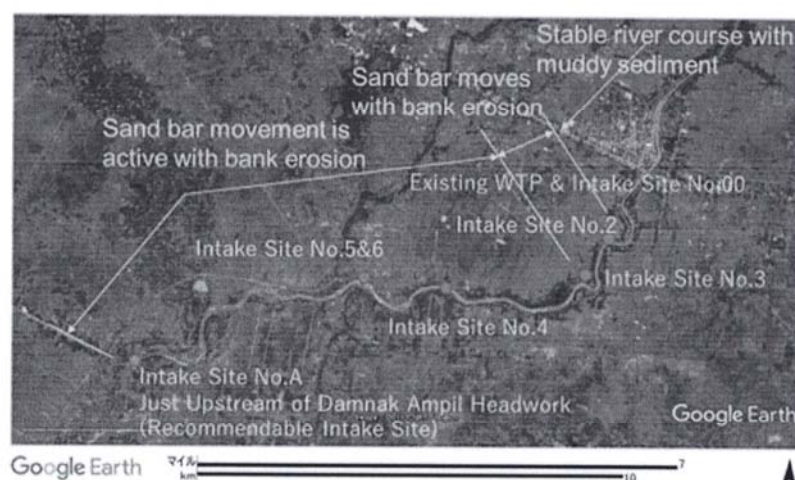 Stable river course with
muddy sediment
Sand bar moves
with bank erosion
Sand bar movement is
active with bank erosion
Existing WTP & Intake Site No.00
Intake Site No.2
Intake Site No.5&6
Intake Site No.3
Intake Site No.4
Intake Site No.A
Just Upstream of Damnak Ampil Headwork
(Recommendable Intake Site)
Google Earth
Google Earth
マイル
7
km
10